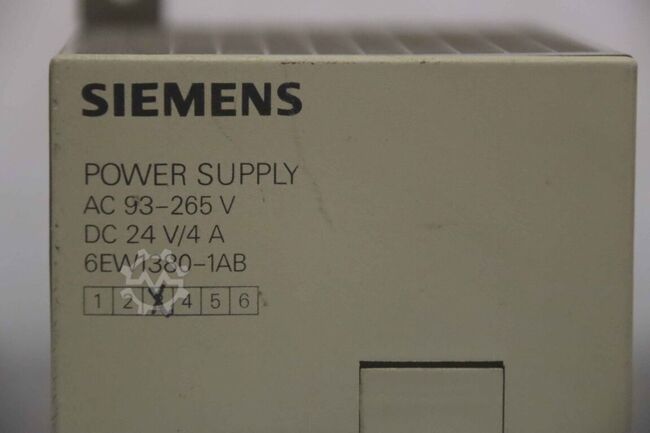 SIEMENS
POWER SUPPLY
AC 93-265 V
DC 24 V/4 A
6EW1380-1AB
1 2 3 4 5 6